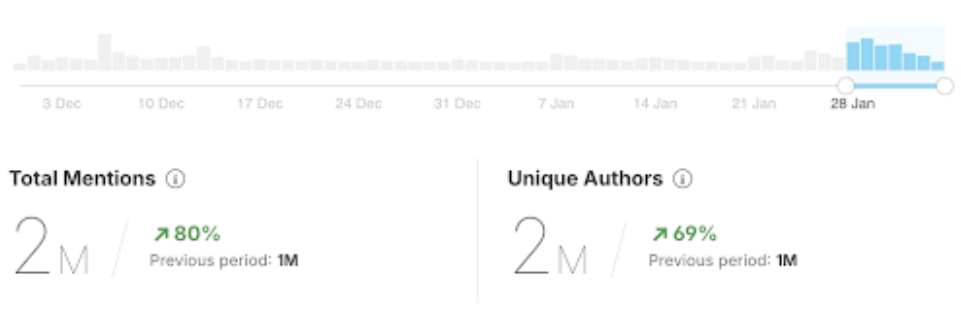 3 Dec 10 Dec 17 Dec 24 Dec 31 Dec 7 Jan 14 Jan 21 Jan 28 Jan
Total Mentions
2M
80%
Previous period: 1M
Unique Authors
2M
69%
Previous period: 1M